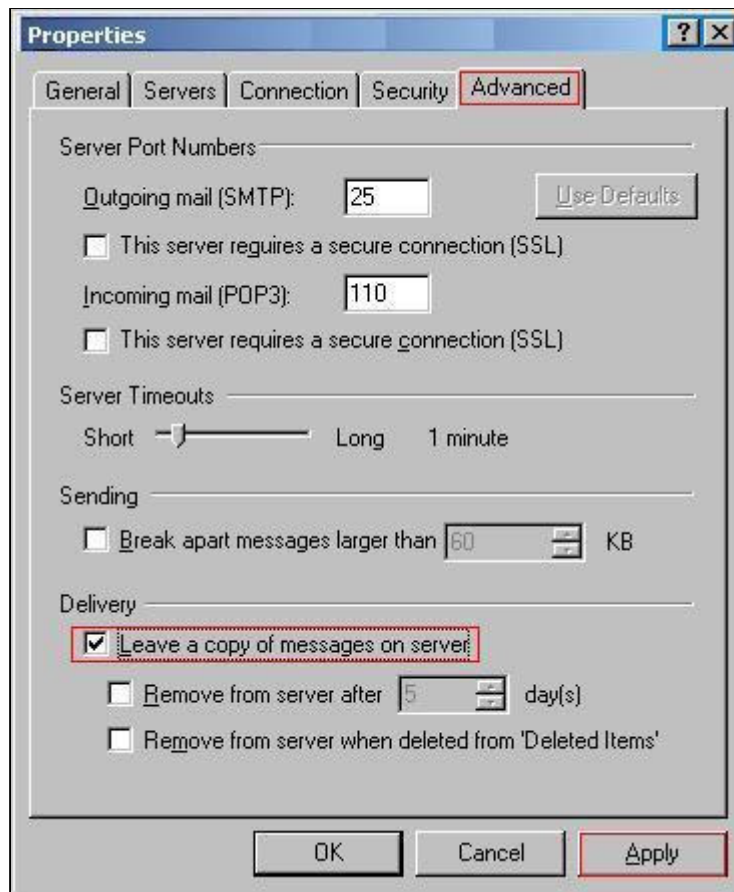 Properties
General Servers Connection Security Advanced
Server Port Numbers
Outgoing mail (SMTP): 25 Use Defaults
This server requires a secure connection (SSL)
Incoming mail (POP3): 110
This server requires a secure connection (SSL)
Server Timeouts
Short Long 1 minute
Sending
Break apart messages larger than 60 KB
Delivery
Leave a copy of messages on server
Remove from server after 5 day(s)
Remove from server when deleted from 'Deleted Items'
OK Cancel Apply